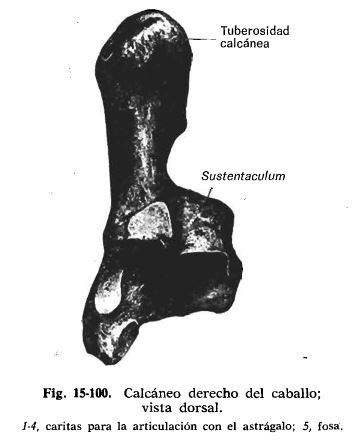 Tuberosidad
calcánea
Sustentaculum
Fig. 15-100. Calcáneo derecho del caballo;
vista dorsal.
1-4, caritas para la articulación con el astrágalo; 5, fosa.